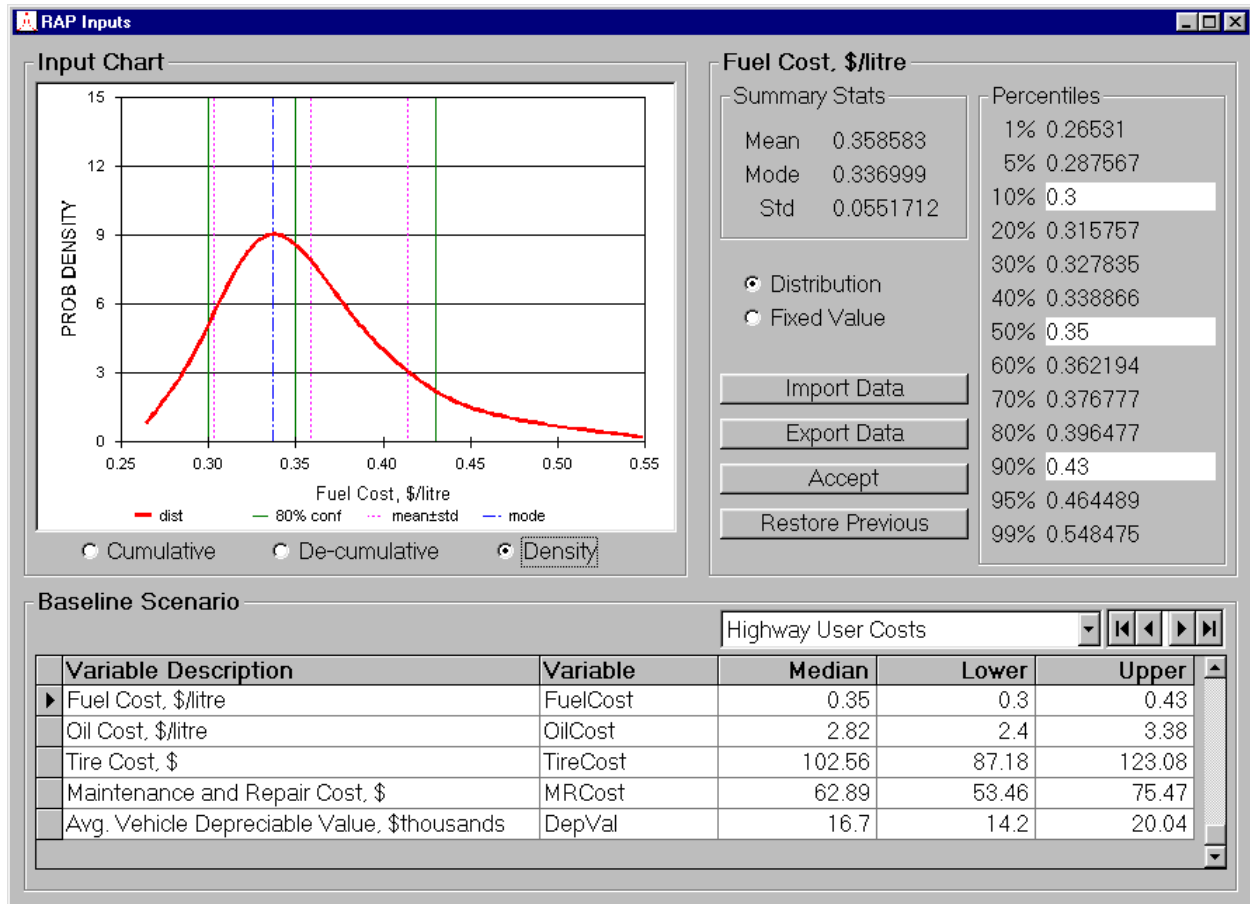 RAP Inputs
Input Chart
15
12
9
6
3
0
PROB DENSITY
0.25 0.30 0.35 0.40 0.45 0.50 0.55
Fuel Cost, $/litre
dist 80% conf mean±std mode
Cumulative De-cumulative Density
Fuel Cost, $/litre
Summary Stats
Mean 0.358583
Mode 0.336999
Std 0.0551712
Distribution
Fixed Value
Import Data
Export Data
Accept
Restore Previous
Percentiles
1% 0.26531
5% 0.287567
10% 0.3
20% 0.315757
30% 0.327835
40% 0.338866
50% 0.35
60% 0.362194
70% 0.376777
80% 0.396477
90% 0.43
95% 0.464489
99% 0.548475
Baseline Scenario
Highway User Costs
Variable Description Variable Median Lower Upper
Fuel Cost, $/litre FuelCost 0.35 0.3 0.43
Oil Cost, $/litre OilCost 2.82 2.4 3.38
Tire Cost, $ TireCost 102.56 87.18 123.08
Maintenance and Repair Cost, $ MRCost 62.89 53.46 75.47
Avg. Vehicle Depreciable Value, $thousands DepVal 16.7 14.2 20.04